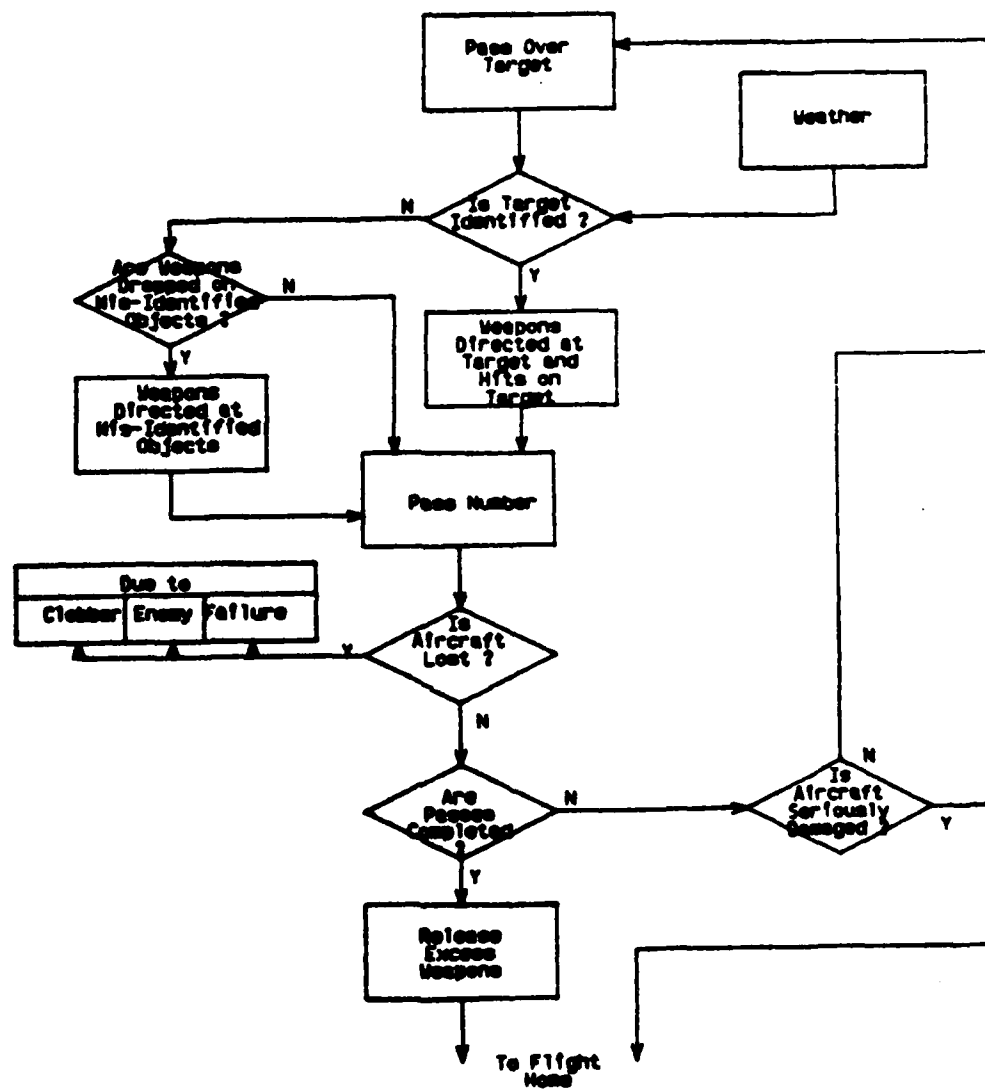 Pass Over
Target
Weather
Is Target
Identified ?
N
Y
Are Weapons
Dropped on
Mis-Identified
Objects ?
N
Y
Weapons
Directed at
Target and
Hits on
Target
Weapons
Directed at
Mis-Identified
Objects
Pass Number
Due to
Clobber
Enemy
Failure
Is
Aircraft
Lost ?
Y
N
Are
Passes
Completed
?
N
Y
Is
Aircraft
Seriously
Damaged ?
N
Y
Release
Excess
Weapons
To Flight
Home